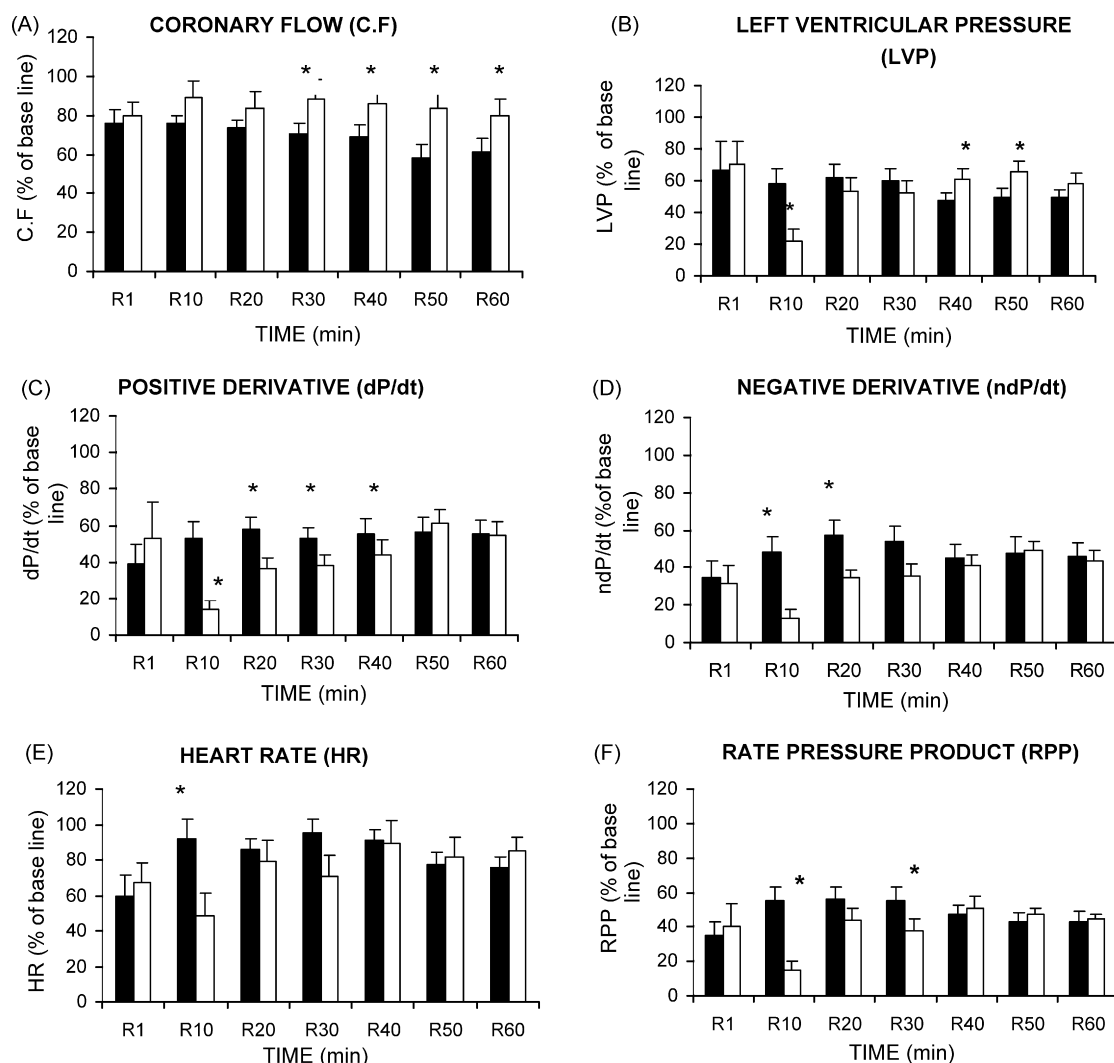 (A) CORONARY FLOW (C.F)
120
100
80
60
40
20
0
C.F (% of base line)
* * * *
R1 R10 R20 R30 R40 R50 R60
TIME (min)
(B) LEFT VENTRICULAR PRESSURE
(LVP)
120
100
80
60
40
20
0
LVP (% of base
line)
* * *
R1 R10 R20 R30 R40 R50 R60
TIME (min)
(C) POSITIVE DERIVATIVE (dP/dt)
120
100
80
60
40
20
0
dP/dt (% of base
line)
* * * *
R1 R10 R20 R30 R40 R50 R60
TIME (min)
(D) NEGATIVE DERIVATIVE (ndP/dt)
120
100
80
60
40
20
0
ndP/dt (%of base
line)
* *
R1 R10 R20 R30 R40 R50 R60
TIME (min)
(E) HEART RATE (HR)
120
100
80
60
40
20
0
HR (% of base line)
*
R1 R10 R20 R30 R40 R50 R60
TIME (min)
(F) RATE PRESSURE PRODUCT (RPP)
120
100
80
60
40
20
0
RPP (% of base
line)
* *
R1 R10 R20 R30 R40 R50 R60
TIME (min)